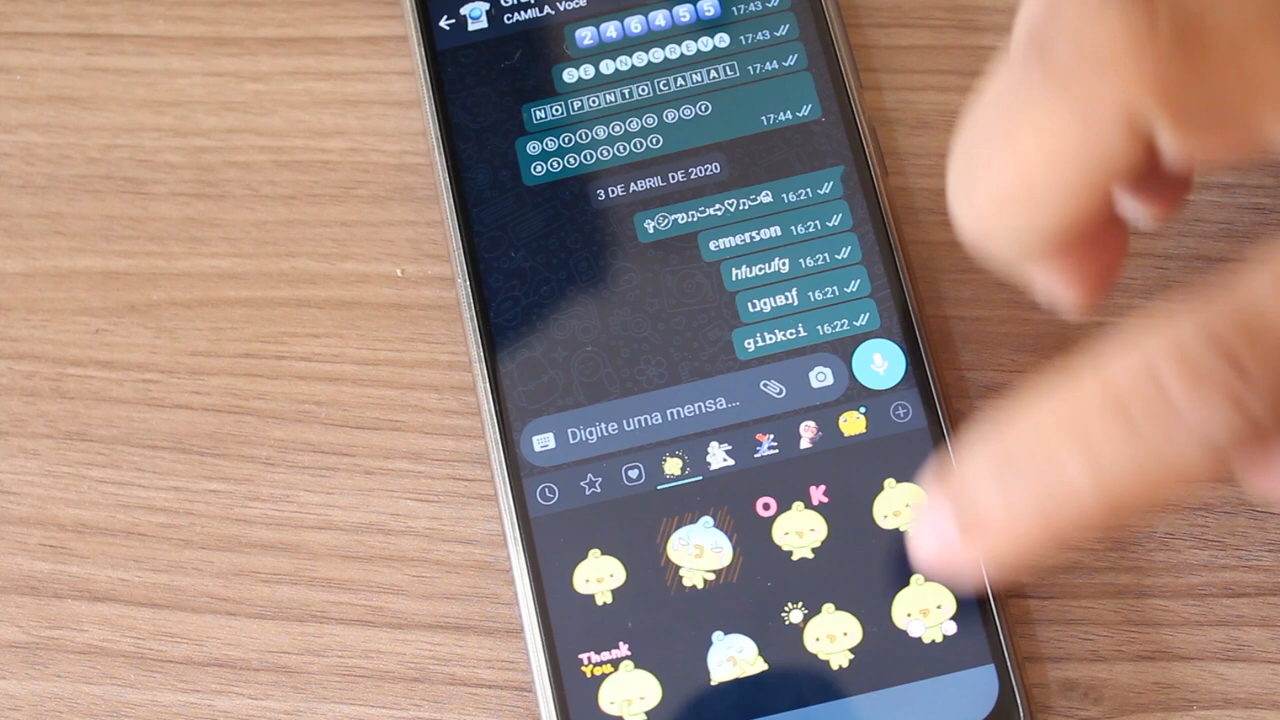 CAMILA, Você
246455 17:43
SE INSCREVA 17:43
NO PONTO CANAL 17:44
Obrigado por
assistir 17:44
3 DE ABRIL DE 2020
16:21
emerson 16:21
hfucufg 16:21
16:21
gibkci 16:22
Digite uma mensa...
O K
Thank
You